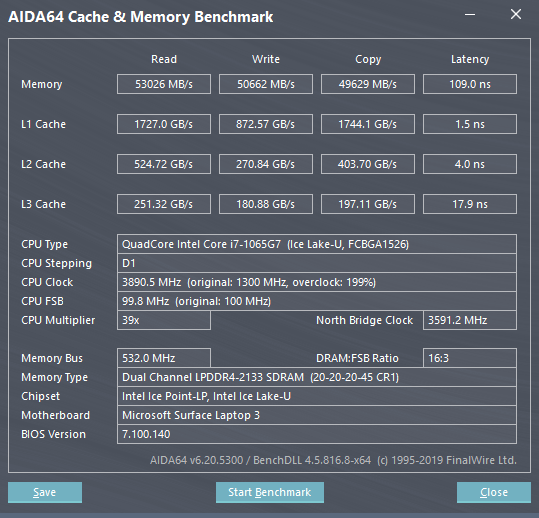 AIDA64 Cache & Memory Benchmark
Read Write Copy Latency
Memory 53026 MB/s 50662 MB/s 49629 MB/s 109.0 ns
L1 Cache 1727.0 GB/s 872.57 GB/s 1744.1 GB/s 1.5 ns
L2 Cache 524.72 GB/s 270.84 GB/s 403.70 GB/s 4.0 ns
L3 Cache 251.32 GB/s 180.88 GB/s 197.11 GB/s 17.9 ns
CPU Type QuadCore Intel Core i7-1065G7 (Ice Lake-U, FCBGA1526)
CPU Stepping D1
CPU Clock 3890.5 MHz (original: 1300 MHz, overclock: 199%)
CPU FSB 99.8 MHz (original: 100 MHz)
CPU Multiplier 39x North Bridge Clock 3591.2 MHz
Memory Bus 532.0 MHz DRAM:FSB Ratio 16:3
Memory Type Dual Channel LPDDR4-2133 SDRAM (20-20-20-45 CR1)
Chipset Intel Ice Point-LP, Intel Ice Lake-U
Motherboard Microsoft Surface Laptop 3
BIOS Version 7.100.140
AIDA64 v6.20.5300 / BenchDLL 4.5.816.8-x64 (c) 1995-2019 FinalWire Ltd.
Save Start Benchmark Close